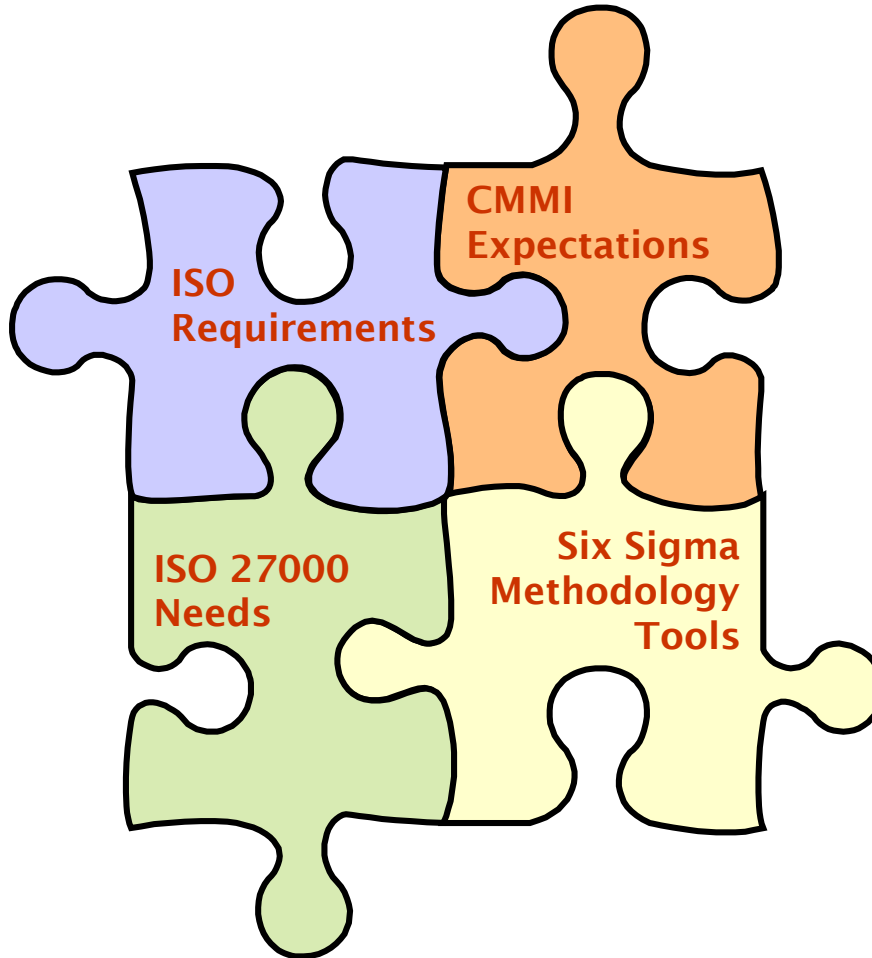 ISO
Requirements
CMMI
Expectations
ISO 27000
Needs
Six Sigma
Methodology
Tools